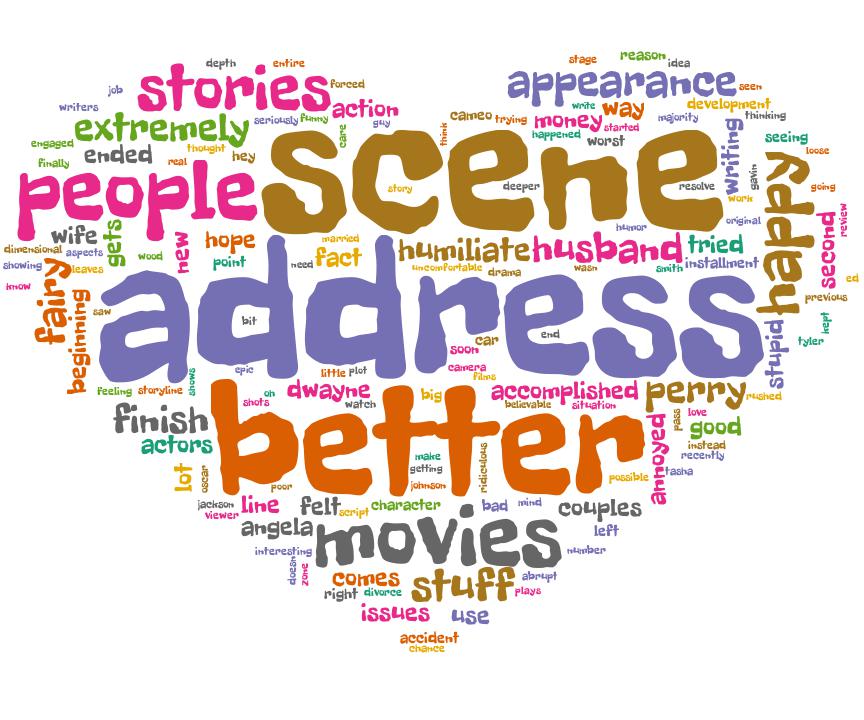 depth entire
stage reason idea
stories appearance
job forced seen
writers action write way development
extremely seriously funny guy cameo trying money majority thinking
engaged thought care think happened started writing seeing
ended hey worst loose
finally real
people scene
story deeper resolve gavin happy going
work
original
humor
second review
wife gets new hope married humiliate husband tried
dimensional aspects wood point fact
showing leaves need uncomfortable drama wasn smith installment
know
fairy
address
ed
previous
beginning saw bit car end stupid kept
tyler
soon
epic little plot camera
films
feeling storyline shows oh dwayne big accomplished perry rushed
shots watch believable situation
finish better pass love good
actors annoyed instead
recently
make
lot oscar getting ridiculous possible tasha
poor johnson
jackson line felt script character bad mind couples
viewer
angela movies left
interesting number
doesn zone comes stuff abrupt
right divorce plays
issues use
accident
chance